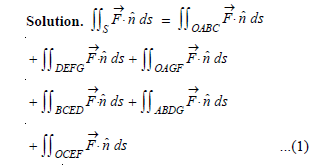 Solution. ∬_S F⃗· n̂ ds = ∬_OABC F⃗· n̂ ds
+ ∬_DEFG F⃗· n̂ ds + ∬_OAGF F⃗· n̂ ds
+ ∬_BCED F⃗· n̂ ds + ∬_ABDG F⃗· n̂ ds
+ ∬_OCEF F⃗· n̂ ds ...(1)